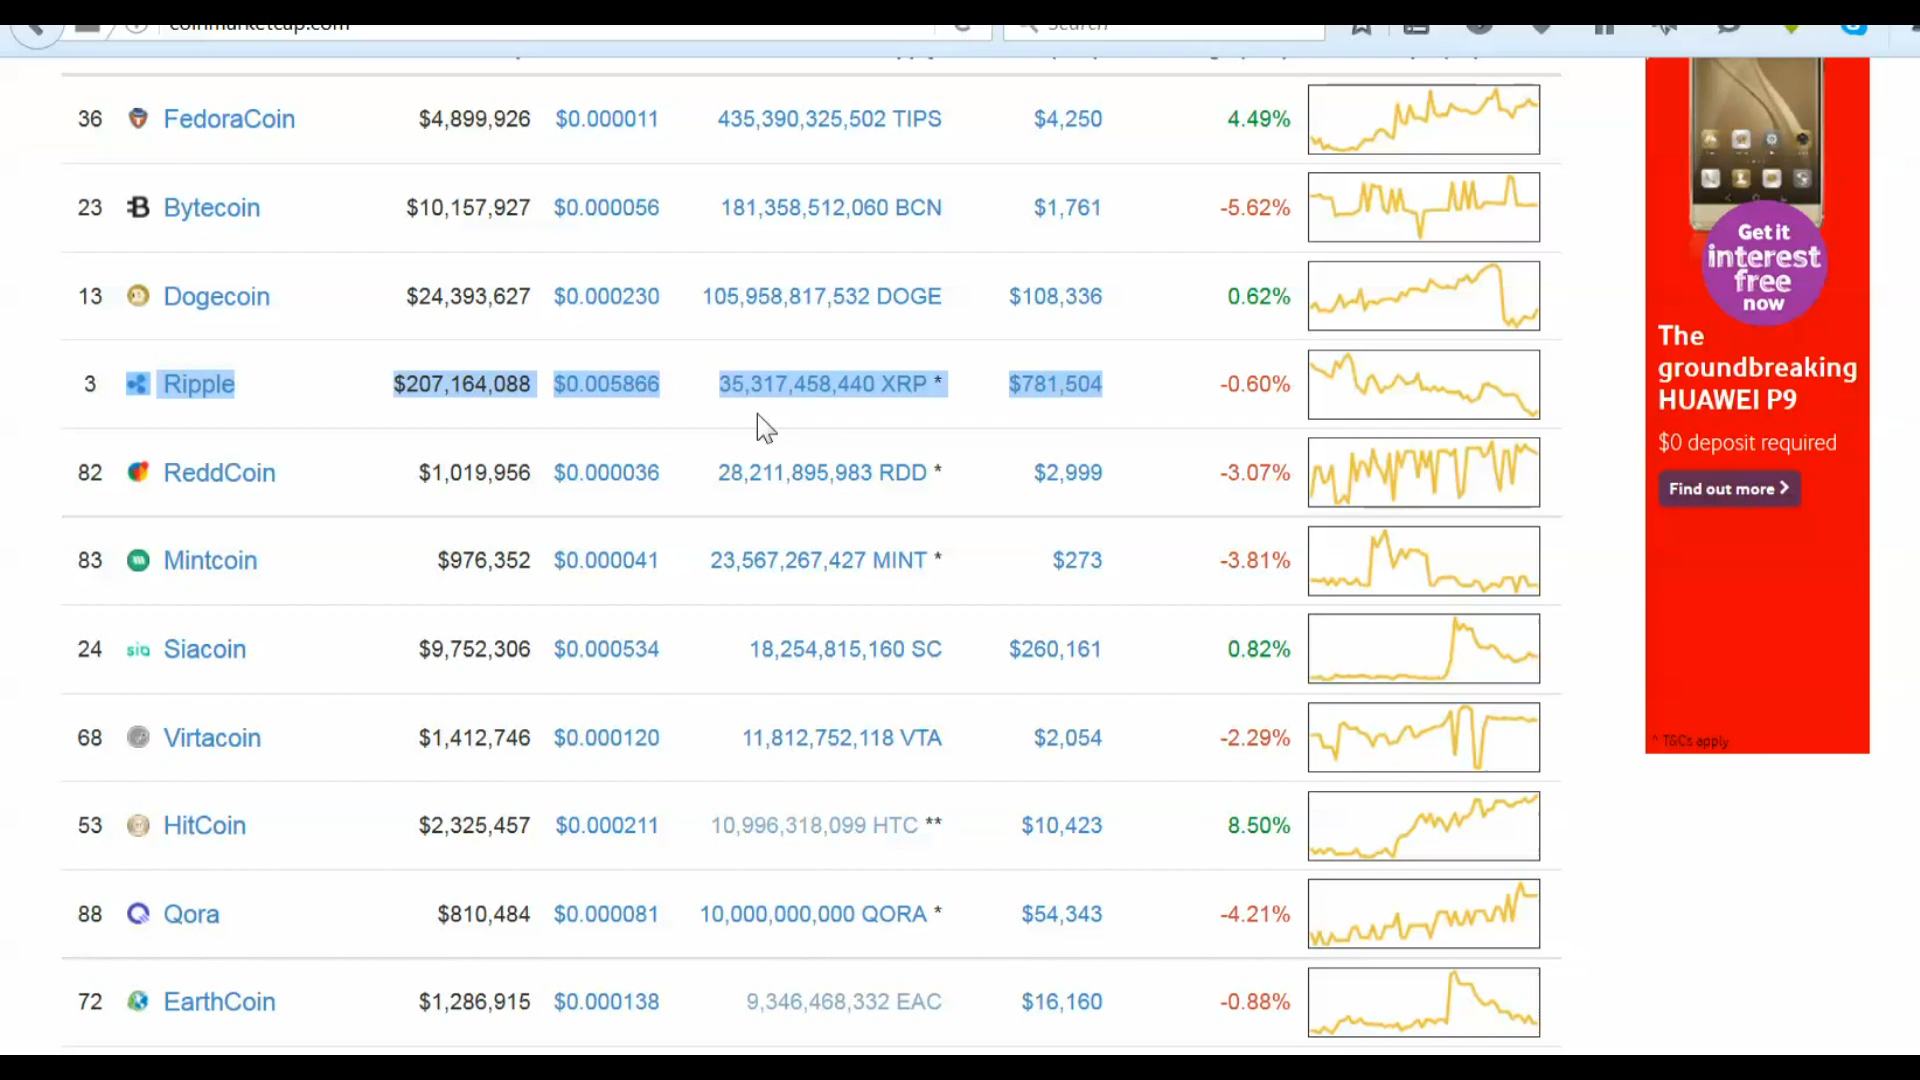 coinmarketcap.com
Search
36 FedoraCoin $4,899,926 $0.000011 435,390,325,502 TIPS $4,250 4.49%
23 Bytecoin $10,157,927 $0.000056 181,358,512,060 BCN $1,761 -5.62%
13 Dogecoin $24,393,627 $0.000230 105,958,817,532 DOGE $108,336 0.62%
3 Ripple $207,164,088 $0.005866 35,317,458,440 XRP * $781,504 -0.60%
82 ReddCoin $1,019,956 $0.000036 28,211,895,983 RDD * $2,999 -3.07%
83 Mintcoin $976,352 $0.000041 23,567,267,427 MINT * $273 -3.81%
24 sia Siacoin $9,752,306 $0.000534 18,254,815,160 SC $260,161 0.82%
68 Virtacoin $1,412,746 $0.000120 11,812,752,118 VTA $2,054 -2.29%
53 HitCoin $2,325,457 $0.000211 10,996,318,099 HTC ** $10,423 8.50%
88 Qora $810,484 $0.000081 10,000,000,000 QORA * $54,343 -4.21%
72 EarthCoin $1,286,915 $0.000138 9,346,468,332 EAC $16,160 -0.88%
Get it
interest
free
now
The
groundbreaking
HUAWEI P9
$0 deposit required
Find out more >
^ T&Cs apply